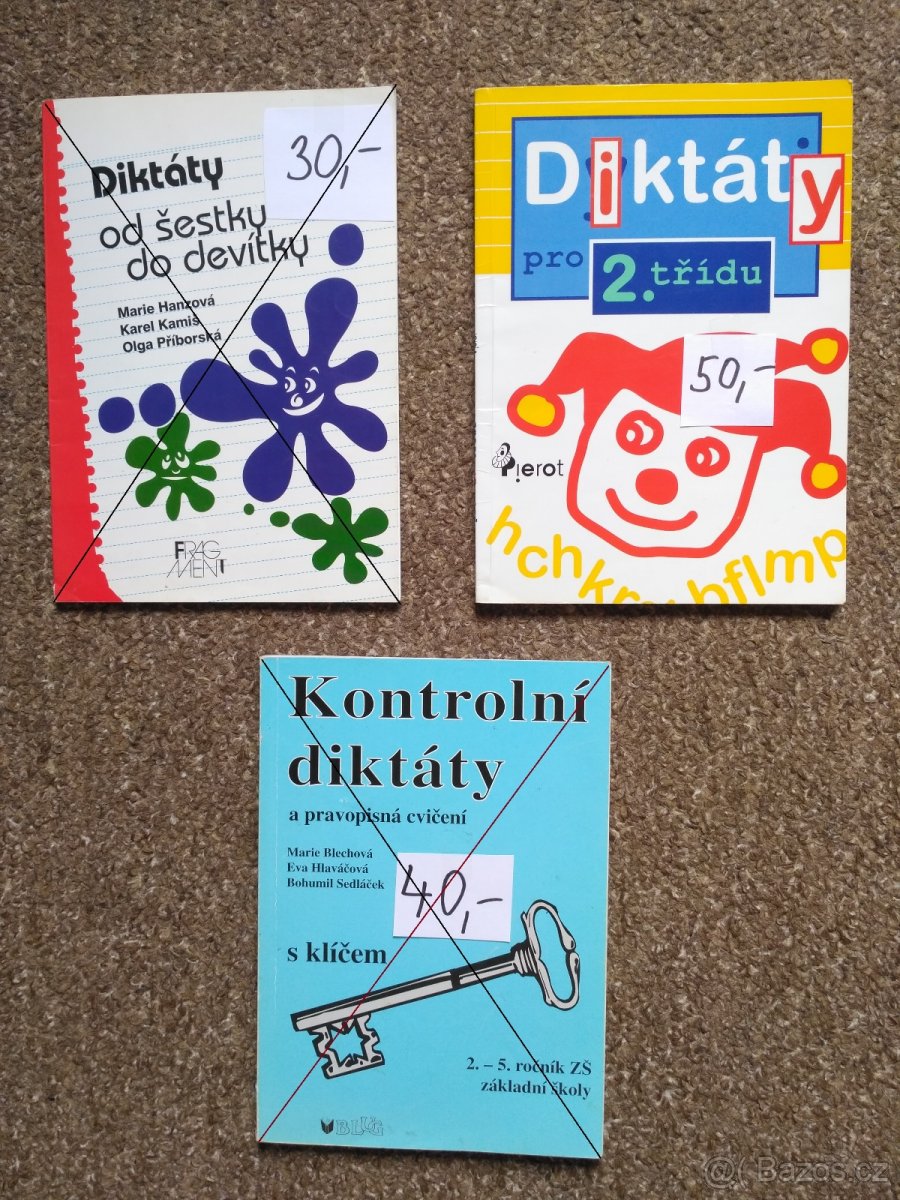 Diktáty
30,-
od šestky
do devítky
Marie Hanzová
Karel Kamiš
Olga Příborská
FRAG
MENT
Diktáty
pro 2. třídu
50,-
Pierot
Kontrolní
diktáty
a pravopisná cvičení
Marie Blechová
Eva Hlaváčová
Bohumil Sedláček
40,-
s klíčem
2. – 5. ročník ZŠ
základní školy
BLUG
Bazos.cz